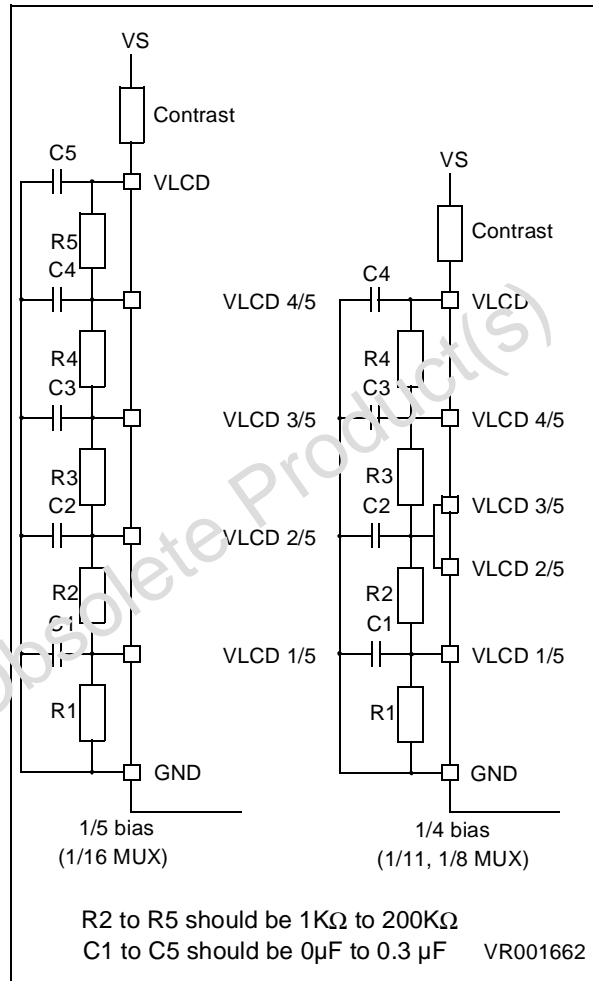 VS
Contrast
C5
VLCD
R5
C4
VLCD 4/5
R4
C3
VLCD 3/5
R3
C2
VLCD 2/5
R2
C1
VLCD 1/5
R1
GND
1/5 bias
(1/16 MUX)
VS
Contrast
C4
VLCD
R4
C3
VLCD 4/5
R3
VLCD 3/5
C2
VLCD 2/5
R2
C1
VLCD 1/5
R1
GND
1/4 bias
(1/11, 1/8 MUX)
R2 to R5 should be 1KΩ to 200KΩ
C1 to C5 should be 0µF to 0.3 µF VR001662
Obsolete Product(s)